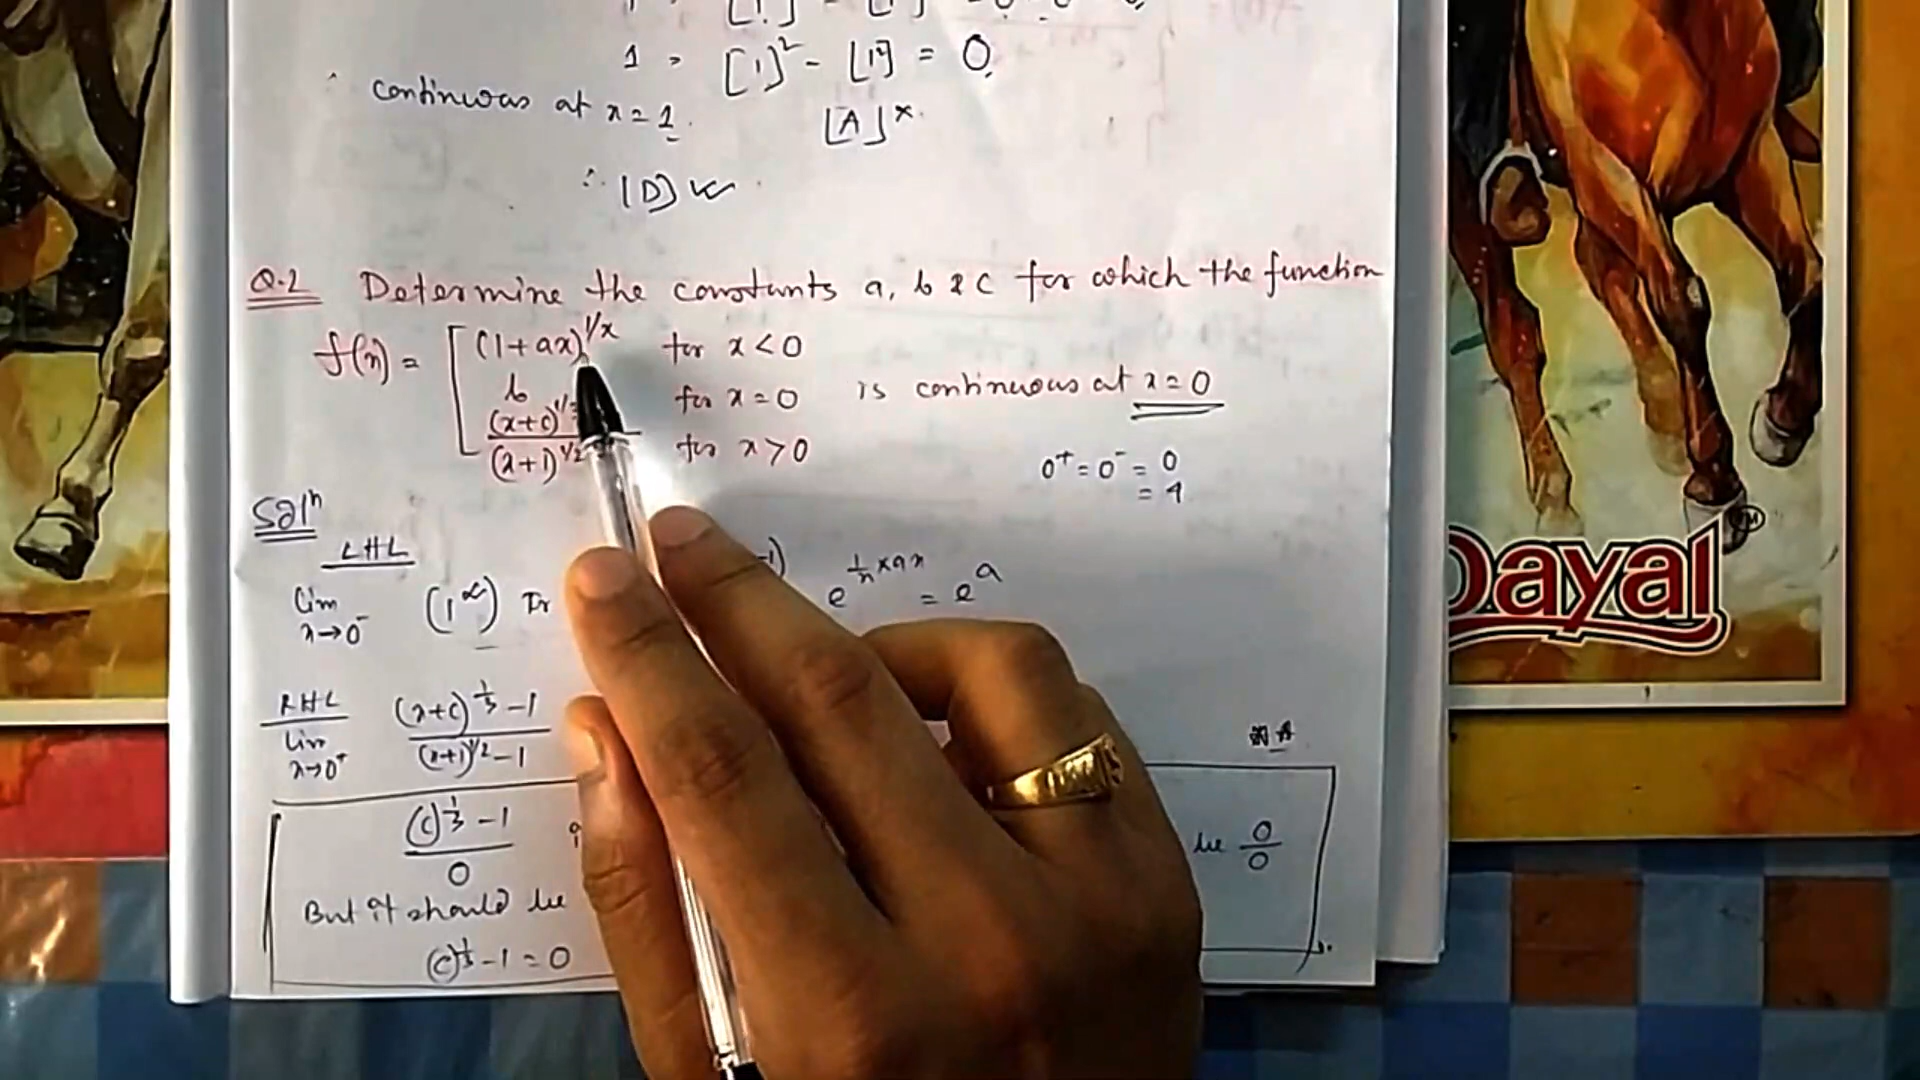 1 > [1]² - [1²] = 0
∴ continuous at x = 1.
[A] ×
∴ [D]
Q.2 Determine the constants a, b & c for which the function
f(x) = (1+ax)^1/x for x < 0
b for x = 0 is continuous at x = 0
(x+c)^1/3
(x+1)^1/2 for x > 0
0⁺ = 0⁻ = 0
= 9
Solⁿ
LHL
Lim x→0⁻ (1^∞) e^(1/x × ax) = e^a
RHL
Lim x→0⁺ (x+c)^1/3 - 1 / (x+1)^1/2 - 1
(c)^1/3 - 1 / 0
be 0/0
But it should be
(c)^1/3 - 1 = 0
Dayal
TM